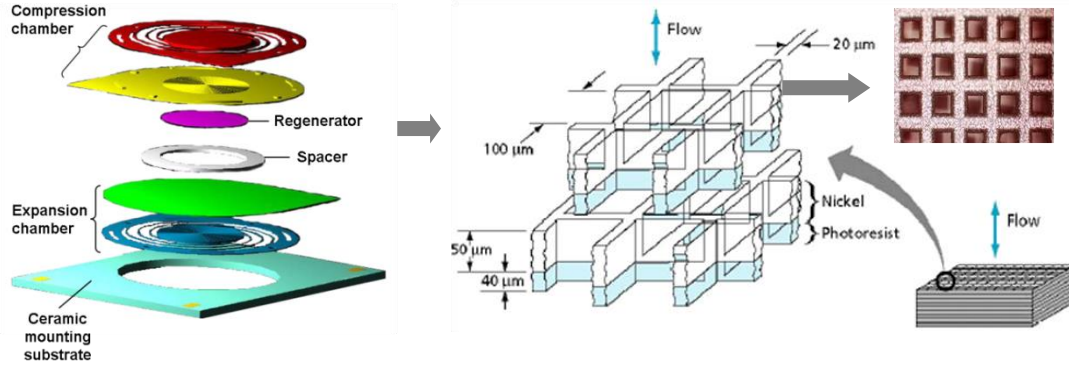 Compression
chamber
Regenerator
Spacer
Expansion
chamber
Ceramic
mounting
substrate
Flow
20 μm
100 μm
Nickel
Photoresist
50 μm
40 μm
Flow